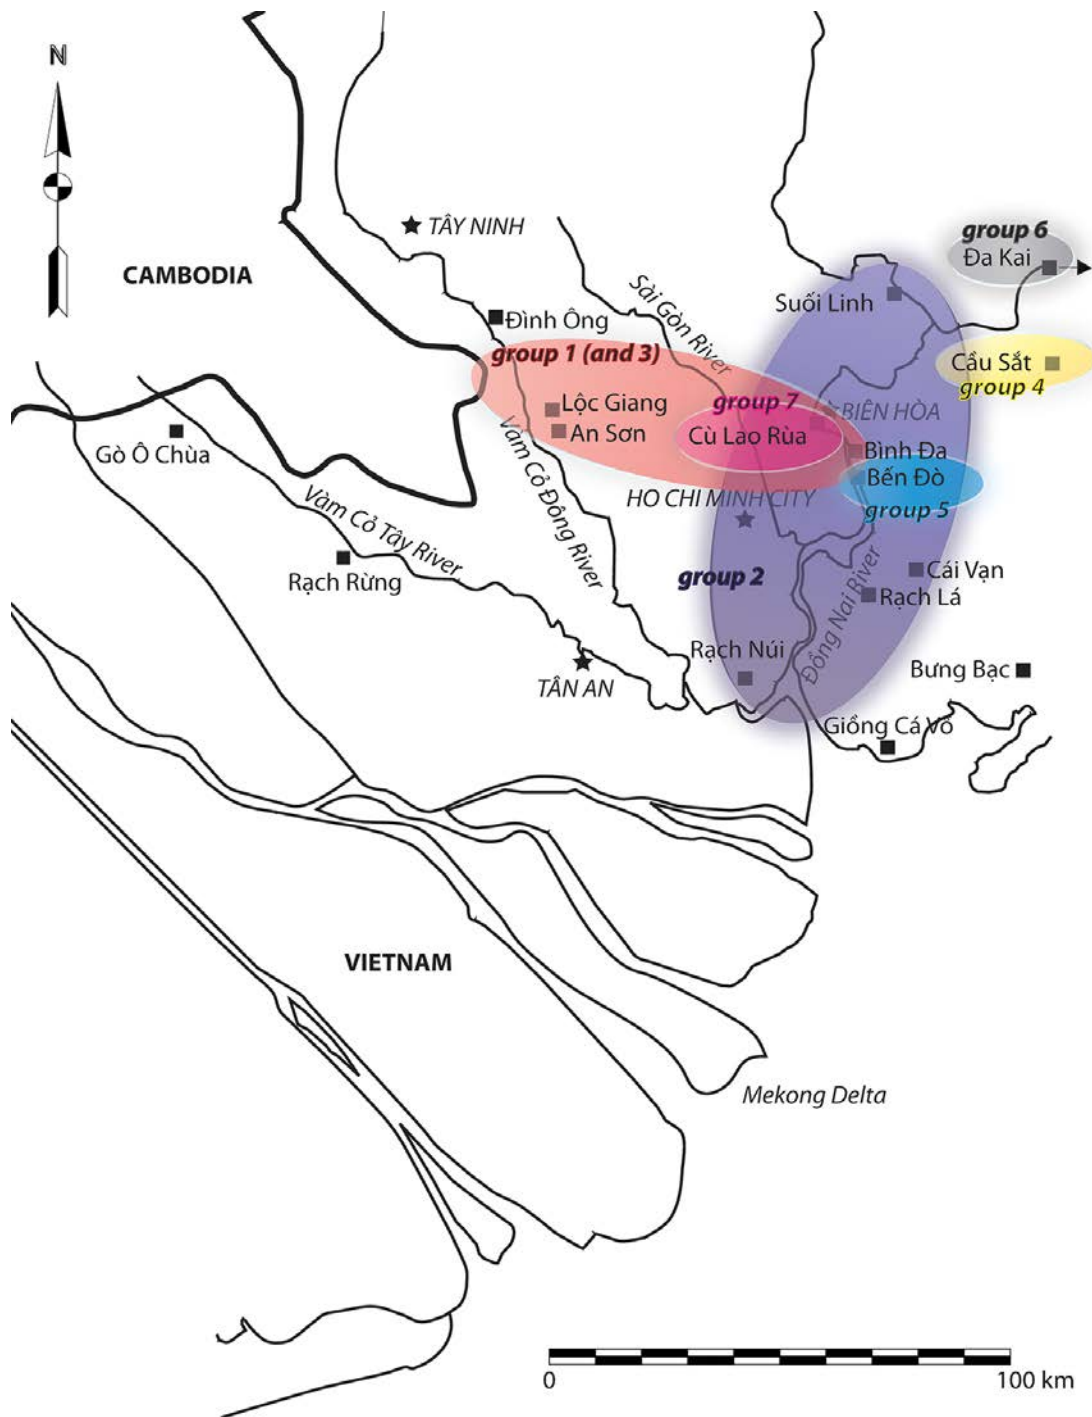 N
TÂY NINH
group 6
Đa Kai
CAMBODIA
Sài Gòn River
Suối Linh
Đình Ông
group 1 (and 3)
Cầu Sắt
group 4
Lộc Giang
group 7
BIÊN HÒA
An Sơn
Cù Lao Rùa
Gò Ô Chùa
Bình Đa
Bến Đò
group 5
Vàm Cỏ Đông River
HO CHI MINH CITY
Vàm Cỏ Tây River
Rạch Rừng
group 2
Cái Vạn
Rạch Lá
Đồng Nai River
Rạch Núi
TÂN AN
Bưng Bạc
Giồng Cá Vồ
VIETNAM
Mekong Delta
0
100 km